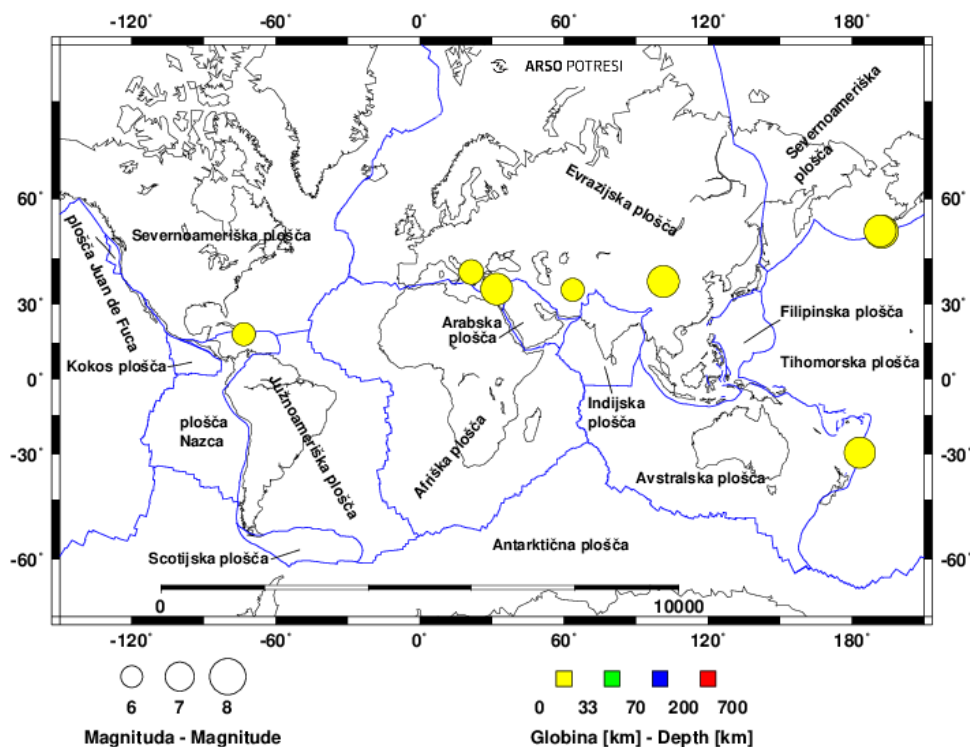 -120° -60° 0° 60° 120° 180°
ARSO POTRESI
Severnoameriška
plošča
Evrazijska plošča
60° 60°
Severnoameriška plošča
plošča Juan de Fuca
30° 30°
Arabska
plošča
Filipinska plošča
Kokos plošča
Tihomorska plošča
0° 0°
Južnoameriška plošča
Indijska
plošča
plošča
Nazca
Afriška plošča
-30° -30°
Avstralska plošča
Antarktična plošča
Scotijska plošča
-60° -60°
0 10000
-120° -60° 0° 60° 120° 180°
6 7 8
0 33 70 200 700
Magnituda - Magnitude
Globina [km] - Depth [km]